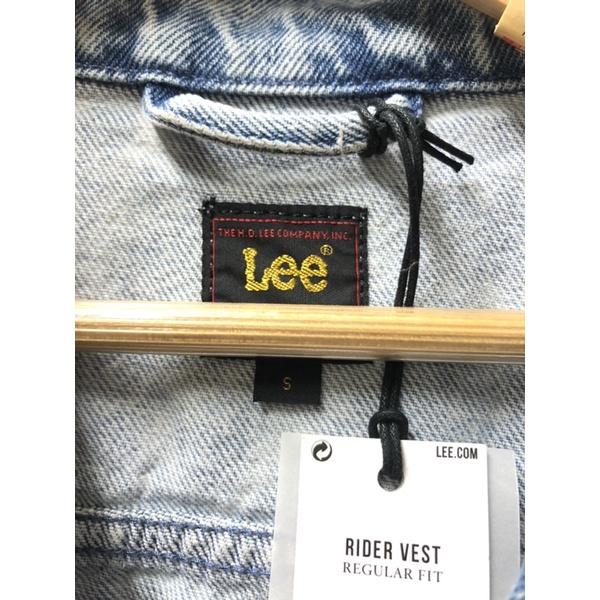 THE H.D. LEE COMPANY, INC.
Lee®
S
LEE.COM
RIDER VEST
REGULAR FIT